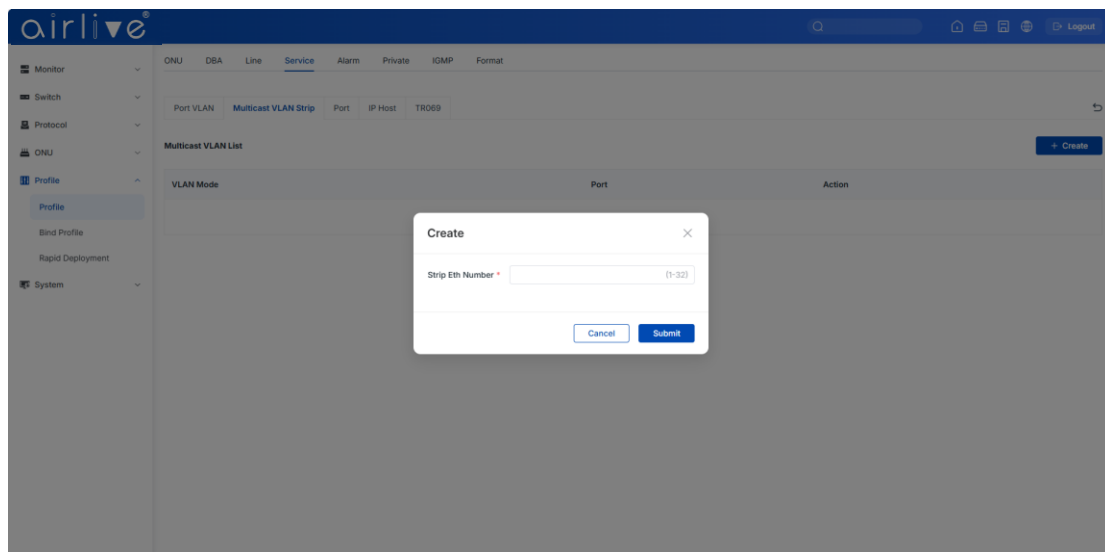 airlive®
Logout
Monitor
Switch
Protocol
ONU
Profile
Profile
Bind Profile
Rapid Deployment
System
ONU DBA Line Service Alarm Private IGMP Format
Port VLAN Multicast VLAN Strip Port IP Host TR069
Multicast VLAN List
+ Create
VLAN Mode Port Action
Create
Strip Eth Number * (1-32)
Cancel Submit